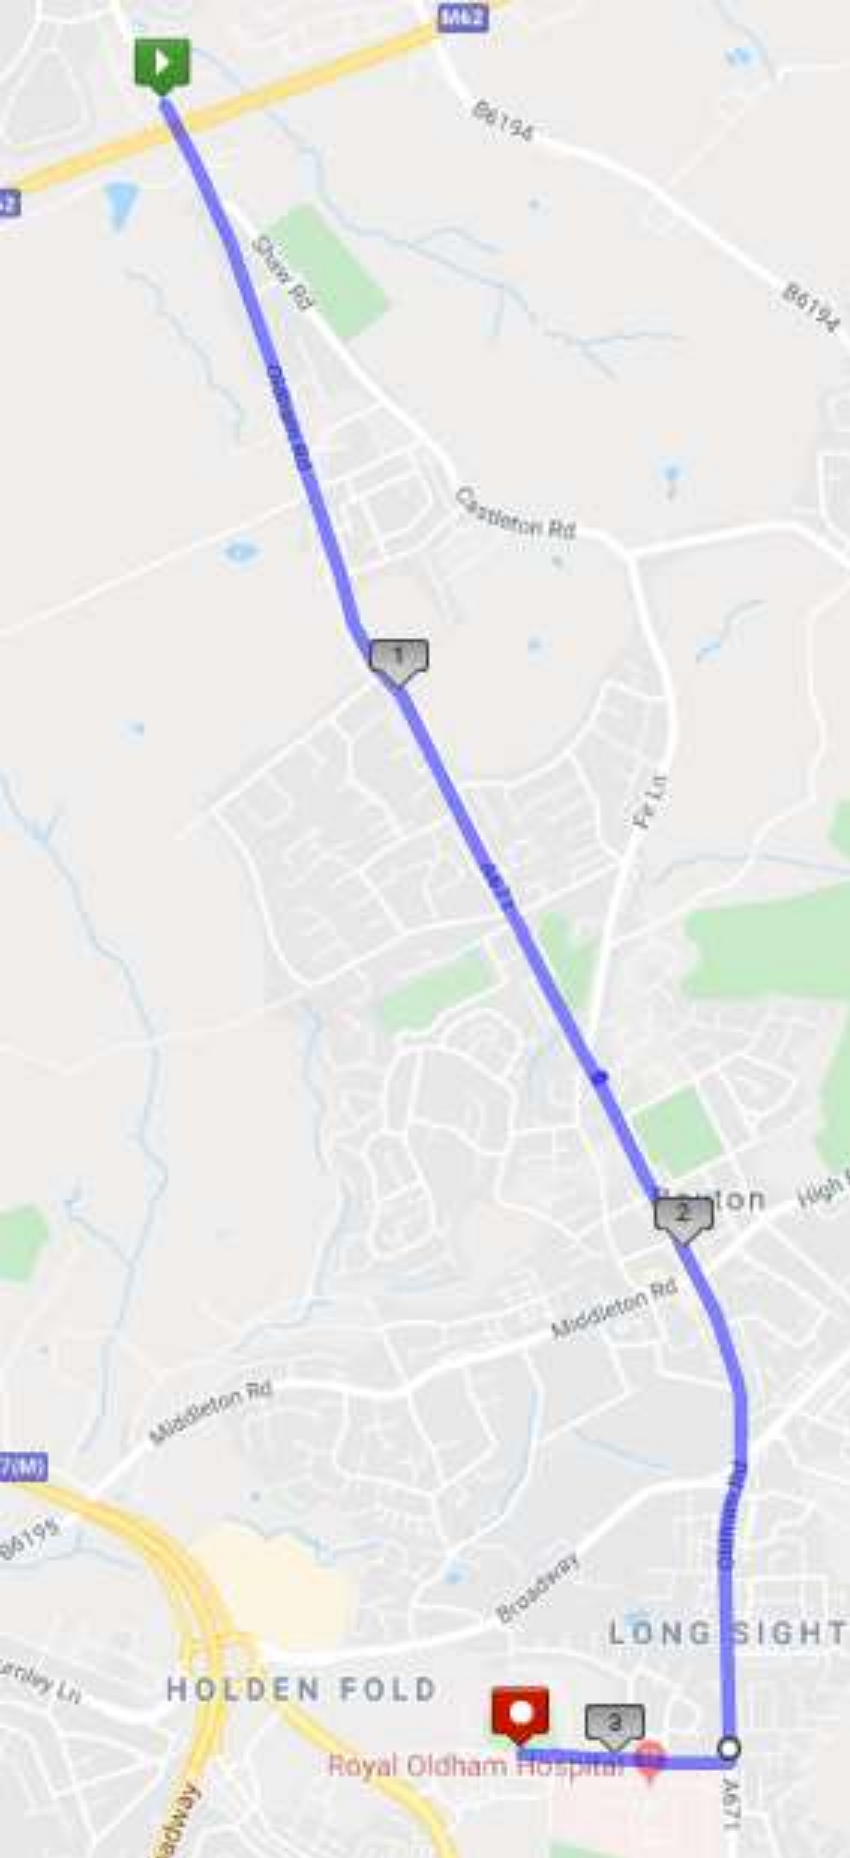 M62
B6194
B6194
Shaw Rd
Oldham Rd
Castleton Rd
1
Fir Ln
A671
2
High
Middleton Rd
Middleton Rd
7(M)
B6195
Broadway
LONG SIGHT
HOLDEN FOLD
3
Royal Oldham Hospital
A671